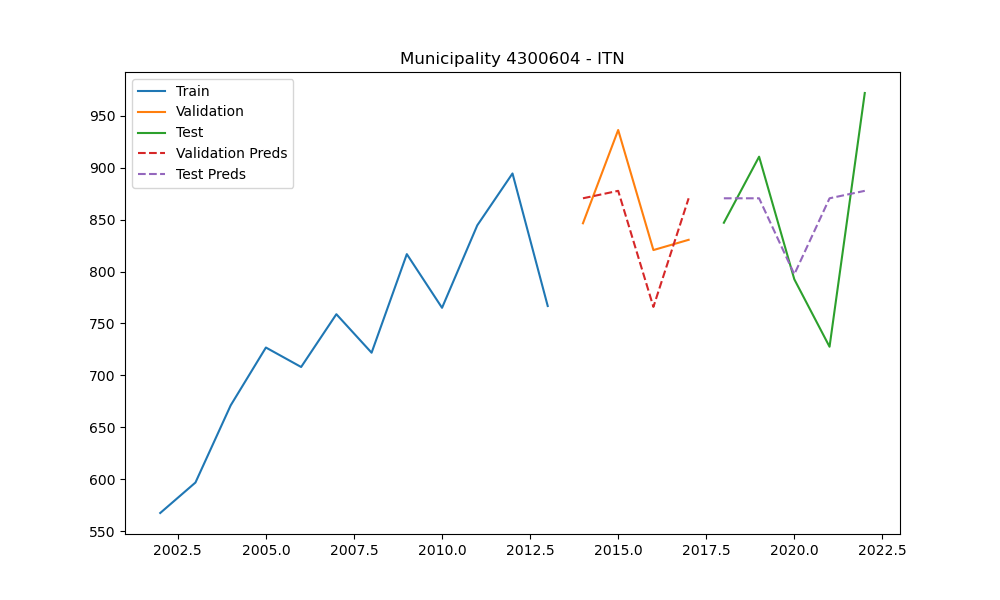 Municipality 4300604 - ITN
Train
Validation
Test
Validation Preds
Test Preds
950
900
850
800
750
700
650
600
550
2002.5 2005.0 2007.5 2010.0 2012.5 2015.0 2017.5 2020.0 2022.5